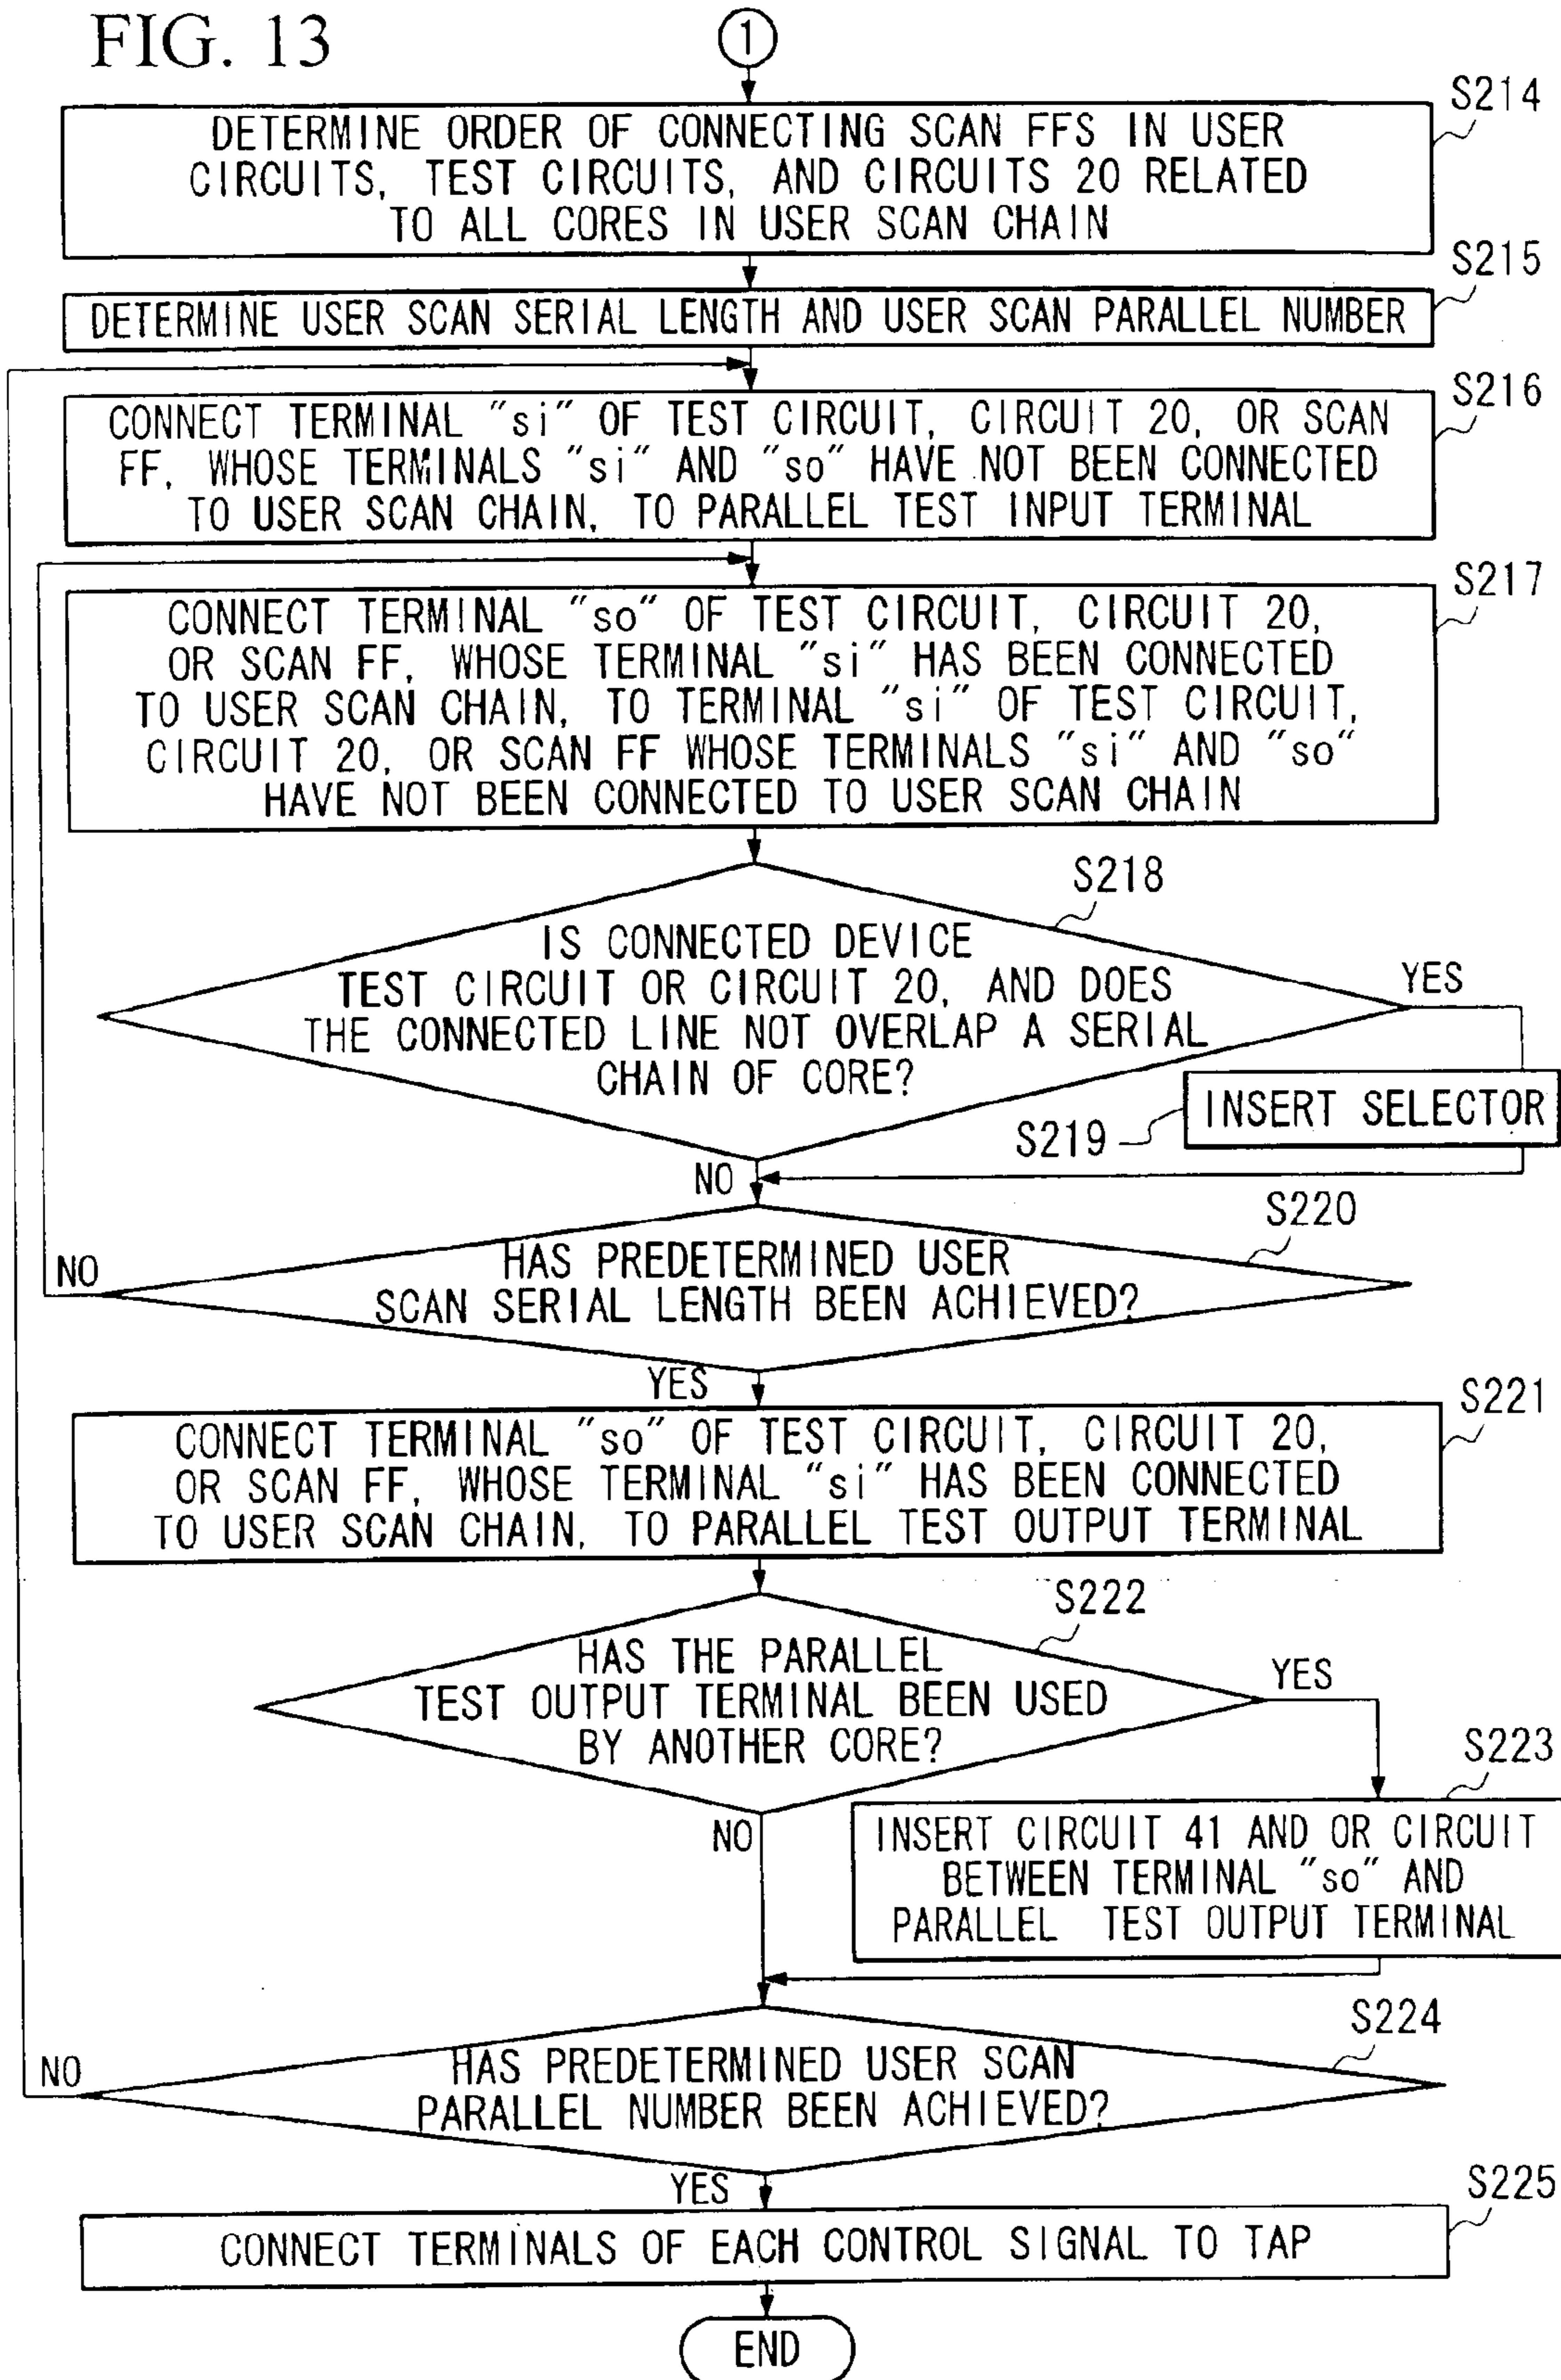 FIG. 13
1
S214
DETERMINE ORDER OF CONNECTING SCAN FFS IN USER
CIRCUITS, TEST CIRCUITS, AND CIRCUITS 20 RELATED
TO ALL CORES IN USER SCAN CHAIN
S215
DETERMINE USER SCAN SERIAL LENGTH AND USER SCAN PARALLEL NUMBER
S216
CONNECT TERMINAL "si" OF TEST CIRCUIT, CIRCUIT 20, OR SCAN
FF, WHOSE TERMINALS "si" AND "so" HAVE NOT BEEN CONNECTED
TO USER SCAN CHAIN, TO PARALLEL TEST INPUT TERMINAL
S217
CONNECT TERMINAL "so" OF TEST CIRCUIT, CIRCUIT 20,
OR SCAN FF, WHOSE TERMINAL "si" HAS BEEN CONNECTED
TO USER SCAN CHAIN, TO TERMINAL "si" OF TEST CIRCUIT,
CIRCUIT 20, OR SCAN FF WHOSE TERMINALS "si" AND "so"
HAVE NOT BEEN CONNECTED TO USER SCAN CHAIN
S218
IS CONNECTED DEVICE
TEST CIRCUIT OR CIRCUIT 20, AND DOES
THE CONNECTED LINE NOT OVERLAP A SERIAL
CHAIN OF CORE?
YES
S219
INSERT SELECTOR
NO
S220
HAS PREDETERMINED USER
SCAN SERIAL LENGTH BEEN ACHIEVED?
NO
YES
S221
CONNECT TERMINAL "so" OF TEST CIRCUIT, CIRCUIT 20,
OR SCAN FF, WHOSE TERMINAL "si" HAS BEEN CONNECTED
TO USER SCAN CHAIN, TO PARALLEL TEST OUTPUT TERMINAL
S222
HAS THE PARALLEL
TEST OUTPUT TERMINAL BEEN USED
BY ANOTHER CORE?
YES
S223
NO
INSERT CIRCUIT 41 AND OR CIRCUIT
BETWEEN TERMINAL "so" AND
PARALLEL TEST OUTPUT TERMINAL
S224
HAS PREDETERMINED USER SCAN
PARALLEL NUMBER BEEN ACHIEVED?
NO
YES
S225
CONNECT TERMINALS OF EACH CONTROL SIGNAL TO TAP
END